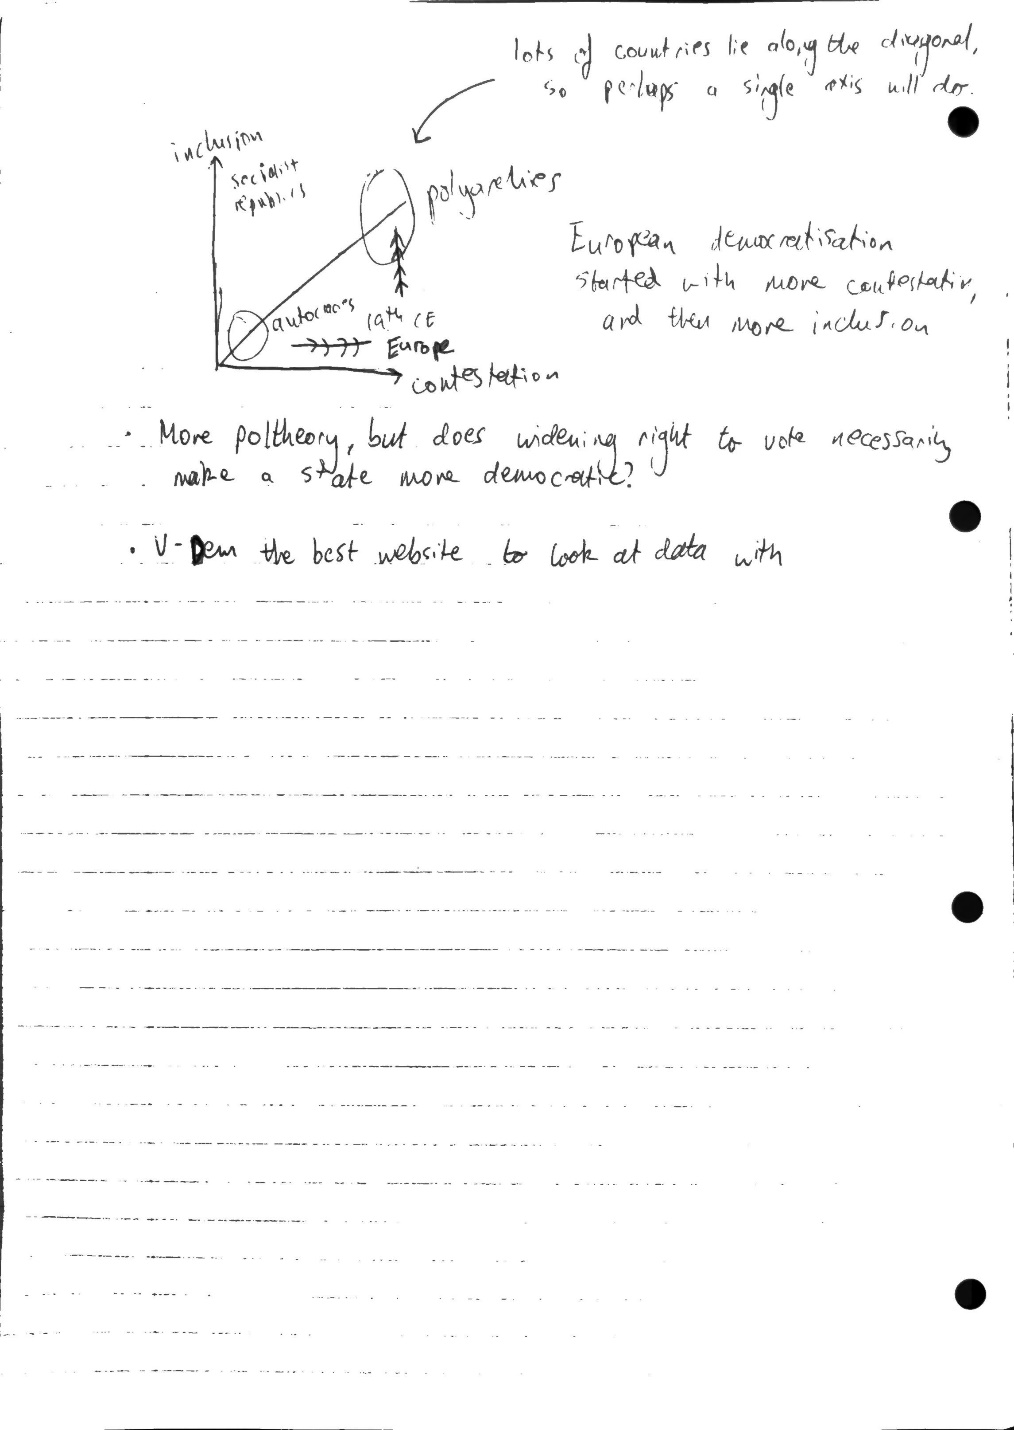 lots of countries lie along the diagonal,
so perhaps a single axis will do.
inclusion
socialist
republics
polyarchies
European democratisation
started with more contestation,
and then more inclusion
autocracies
19th CE
Europe
contestation
· More poltheory, but does widening right to vote necessarily
make a state more democratic?
· V-Dem the best website to look at data with